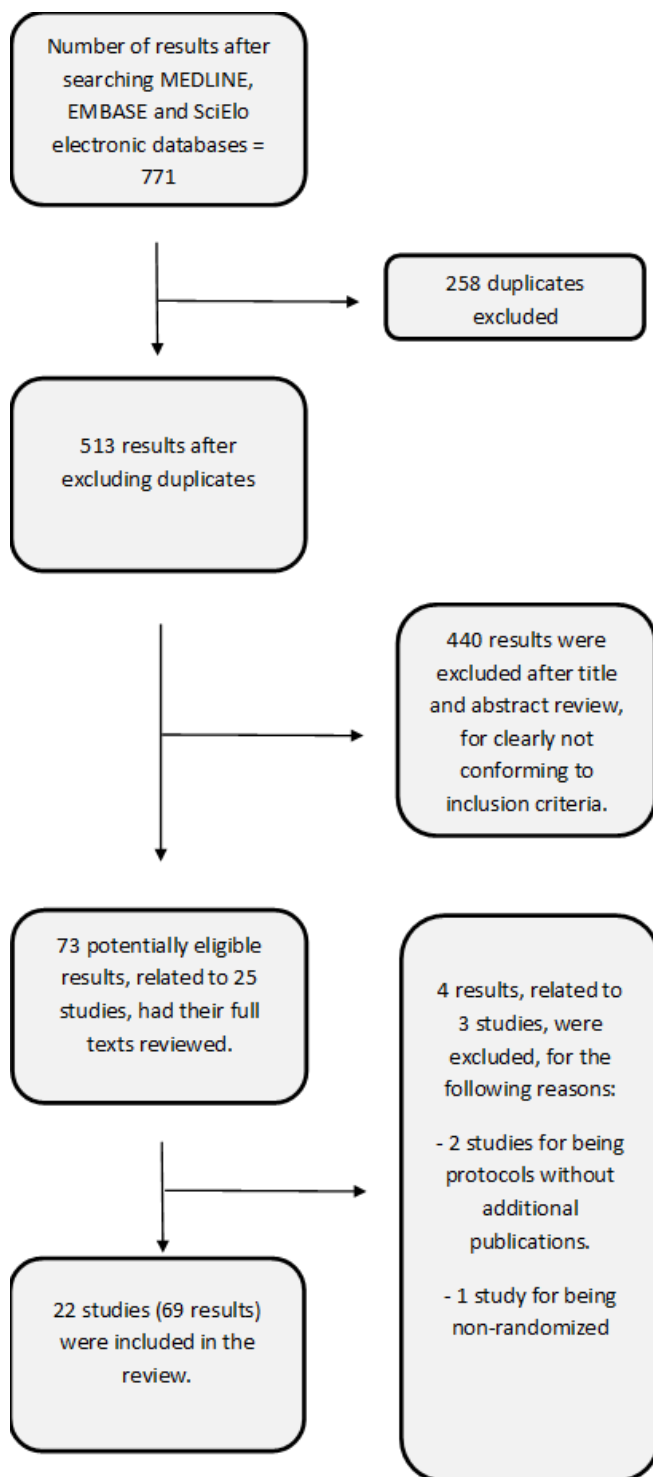 Number of results after
searching MEDLINE,
EMBASE and SciElo
electronic databases =
771
258 duplicates
excluded
513 results after
excluding duplicates
440 results were
excluded after title
and abstract review,
for clearly not
conforming to
inclusion criteria.
73 potentially eligible
results, related to 25
studies, had their full
texts reviewed.
4 results, related to
3 studies, were
excluded, for the
following reasons:
- 2 studies for being
protocols without
additional
publications.
- 1 study for being
non-randomized
22 studies (69 results)
were included in the
review.